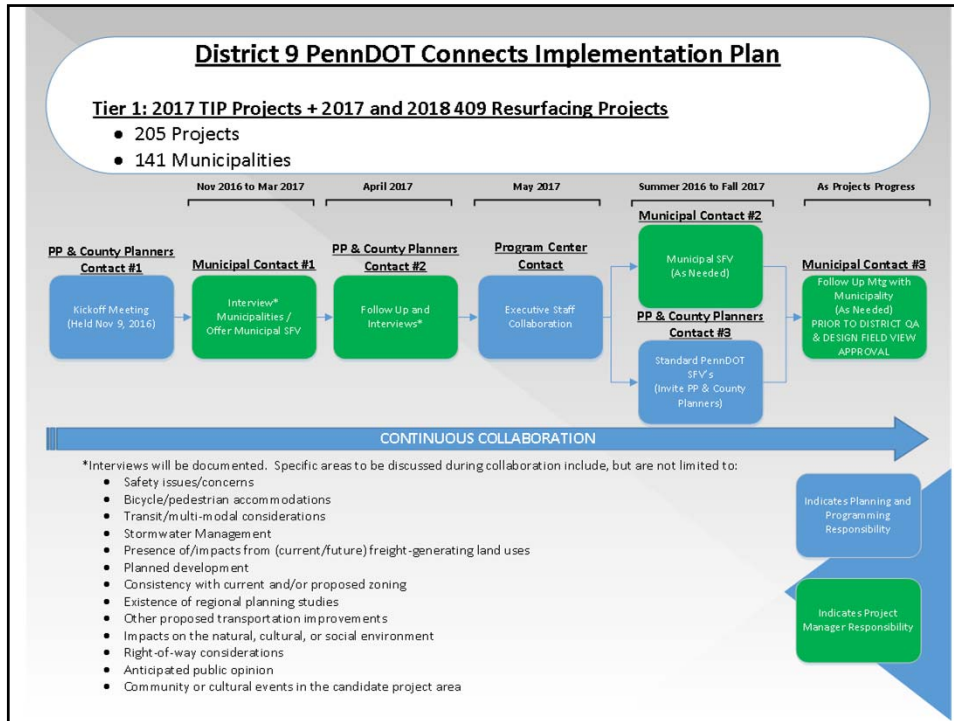 District 9 PennDOT Connects Implementation Plan
Tier 1: 2017 TIP Projects + 2017 and 2018 409 Resurfacing Projects
• 205 Projects
• 141 Municipalities
Nov 2016 to Mar 2017
April 2017
May 2017
Summer 2016 to Fall 2017
As Projects Progress
PP & County Planners
Contact #1
Kickoff Meeting
(Held Nov 9, 2016)
Municipal Contact #1
Interview*
Municipalities /
Offer Municipal SFV
PP & County Planners
Contact #2
Follow Up and
Interviews*
Program Center
Contact
Executive Staff
Collaboration
Municipal Contact #2
Municipal SFV
(As Needed)
PP & County Planners
Contact #3
Standard PennDOT
SFV's
(Invite PP & County
Planners)
Municipal Contact #3
Follow Up Mtg with
Municipality
(As Needed)
PRIOR TO DISTRICT QA
& DESIGN FIELD VIEW
APPROVAL
CONTINUOUS COLLABORATION
*Interviews will be documented. Specific areas to be discussed during collaboration include, but are not limited to:
• Safety issues/concerns
• Bicycle/pedestrian accommodations
• Transit/multi-modal considerations
• Stormwater Management
• Presence of/impacts from (current/future) freight-generating land uses
• Planned development
• Consistency with current and/or proposed zoning
• Existence of regional planning studies
• Other proposed transportation improvements
• Impacts on the natural, cultural, or social environment
• Right-of-way considerations
• Anticipated public opinion
• Community or cultural events in the candidate project area
Indicates Planning and
Programming
Responsibility
Indicates Project
Manager Responsibility